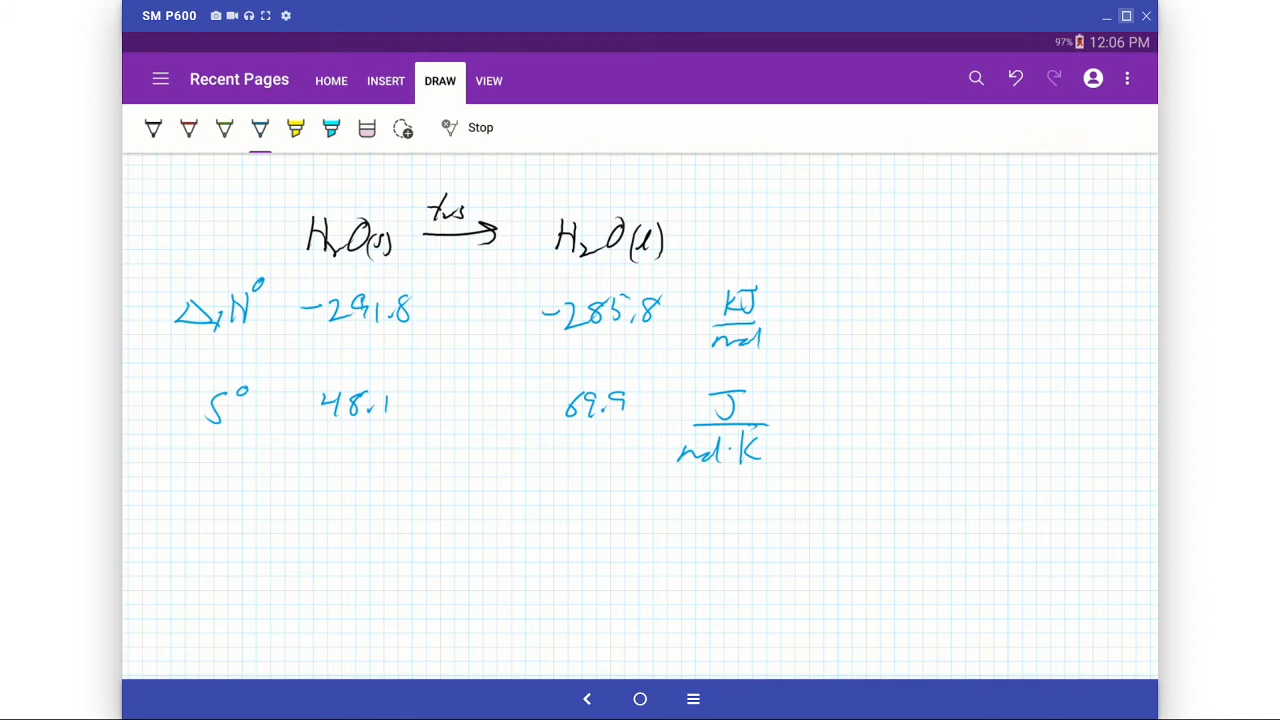 SM P600
97% 12:06 PM
Recent Pages HOME INSERT DRAW VIEW
Stop
fus
H₂O(s) → H₂O(l)
ΔfH° -291.8 -285.8 kJ/mol
S° 48.1 69.9 J/mol·K